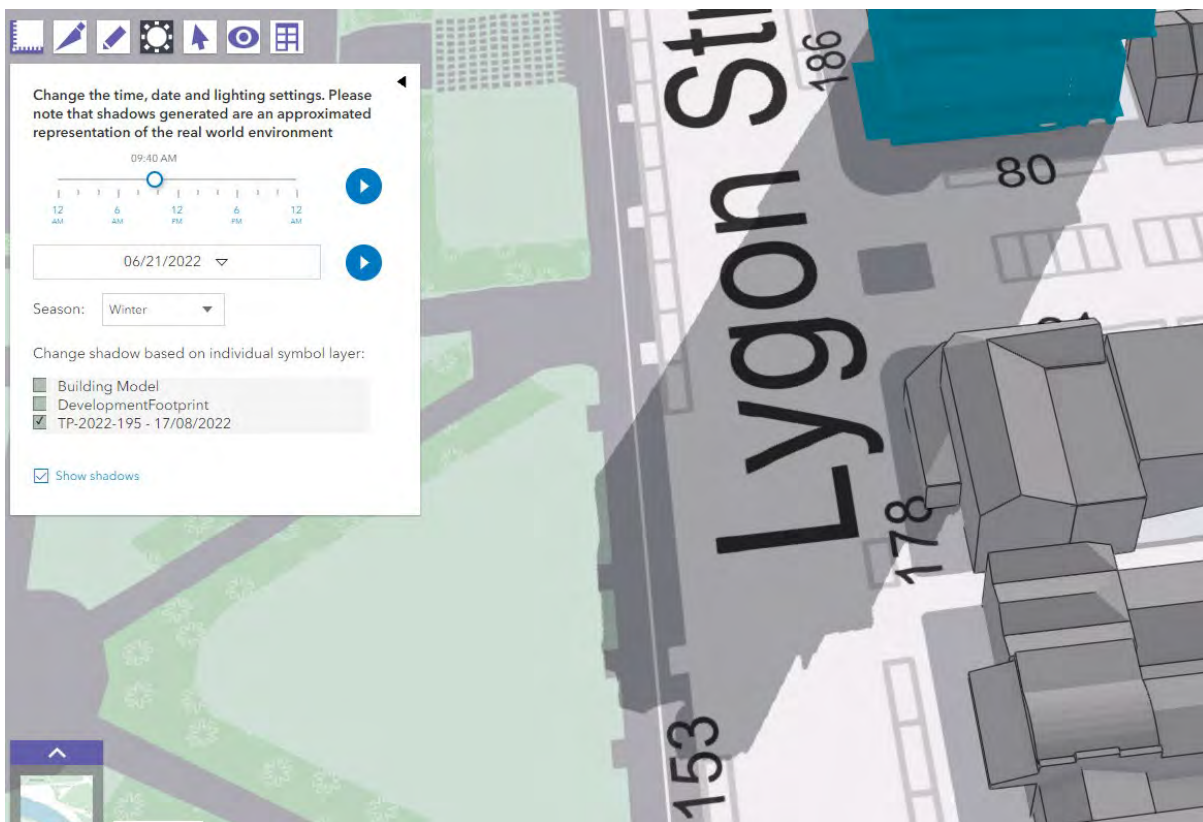 Change the time, date and lighting settings. Please
note that shadows generated are an approximated
representation of the real world environment
09:40 AM
12 6 12 6 12
AM AM PM PM AM
06/21/2022
Season: Winter
Change shadow based on individual symbol layer:
Building Model
DevelopmentFootprint
TP-2022-195 - 17/08/2022
Show shadows
Lygon St
186
80
178
153